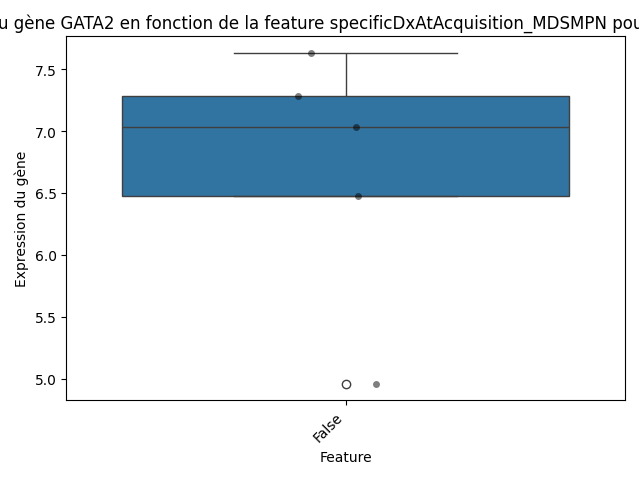 u gène GATA2 en fonction de la feature specificDxAtAcquisition_MDSMPN pou
7.5
7.0
6.5
6.0
5.5
5.0
Expression du gène
False
Feature